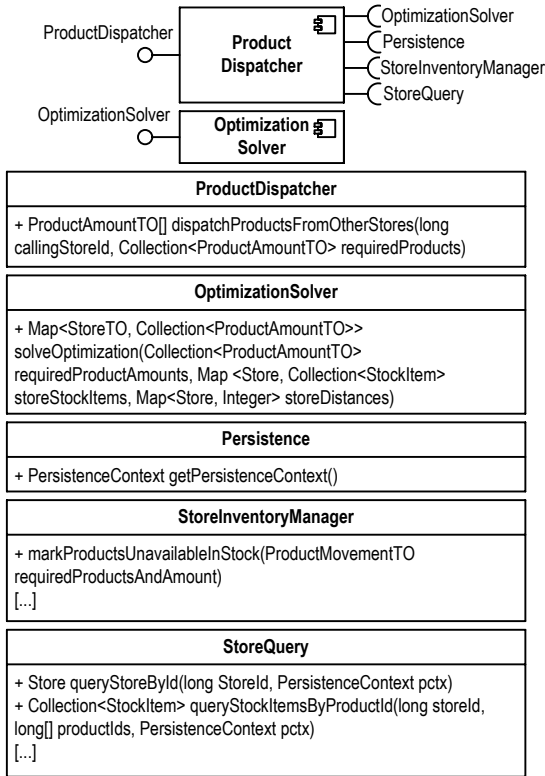 ProductDispatcher
Product
Dispatcher
OptimizationSolver
Persistence
StoreInventoryManager
StoreQuery
OptimizationSolver
Optimization
Solver
ProductDispatcher
+ ProductAmountTO[] dispatchProductsFromOtherStores(long
callingStoreId, Collection<ProductAmountTO> requiredProducts)
OptimizationSolver
+ Map<StoreTO, Collection<ProductAmountTO>>
solveOptimization(Collection<ProductAmountTO>
requiredProductAmounts, Map <Store, Collection<StockItem>
storeStockItems, Map<Store, Integer> storeDistances)
Persistence
+ PersistenceContext getPersistenceContext()
StoreInventoryManager
+ markProductsUnavailableInStock(ProductMovementTO
requiredProductsAndAmount)
[...]
StoreQuery
+ Store queryStoreById(long StoreId, PersistenceContext pctx)
+ Collection<StockItem> queryStockItemsByProductId(long storeId,
long[] productIds, PersistenceContext pctx)
[...]